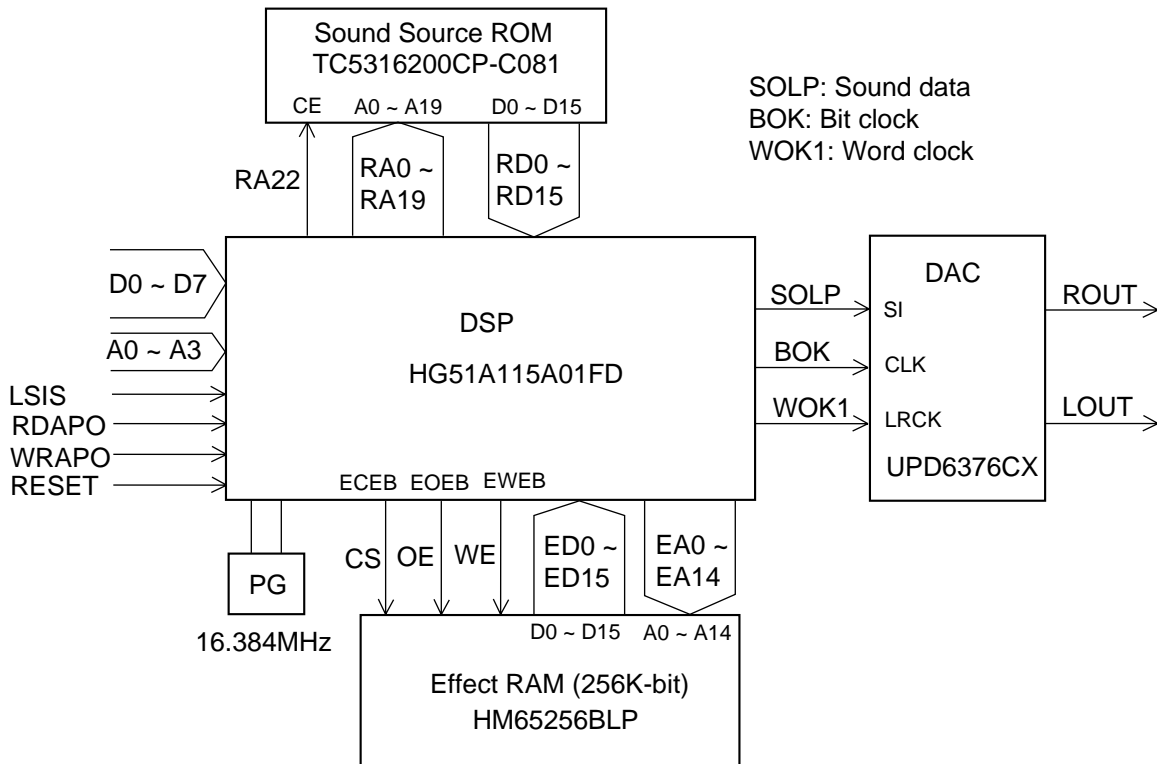 Sound Source ROM
TC5316200CP-C081
CE
A0 ~ A19
D0 ~ D15
SOLP: Sound data
BOK: Bit clock
WOK1: Word clock
RA22
RA0 ~
RA19
RD0 ~
RD15
D0 ~ D7
A0 ~ A3
LSIS
RDAPO
WRAPO
RESET
DSP
HG51A115A01FD
ECEB
EOEB
EWEB
SOLP
BOK
WOK1
DAC
SI
CLK
LRCK
UPD6376CX
ROUT
LOUT
PG
16.384MHz
CS
OE
WE
ED0 ~
ED15
EA0 ~
EA14
D0 ~ D15
A0 ~ A14
Effect RAM (256K-bit)
HM65256BLP